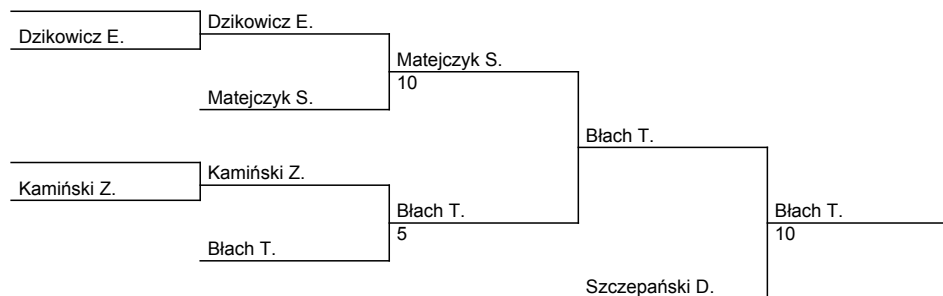 Dzikowicz E.
Dzikowicz E.
Matejczyk S.
10
Matejczyk S.
Błach T.
Kamiński Z.
Kamiński Z.
Błach T.
5
Błach T.
10
Błach T.
Szczepański D.